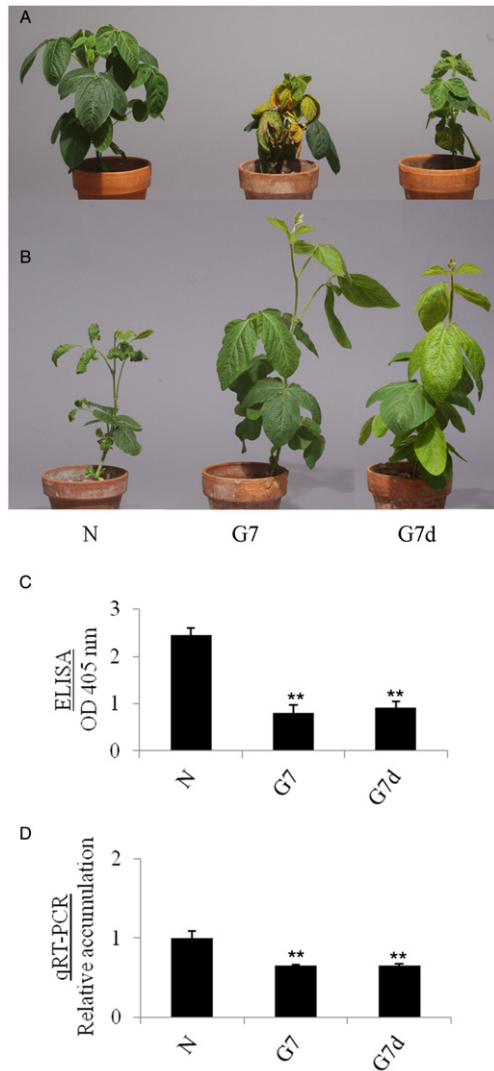 A
B
N G7 G7d
C
ELISA
OD 405 nm
3
2
1
0
** **
N G7 G7d
D
qRT-PCR
Relative accumulation
2
1
0
** **
N G7 G7d